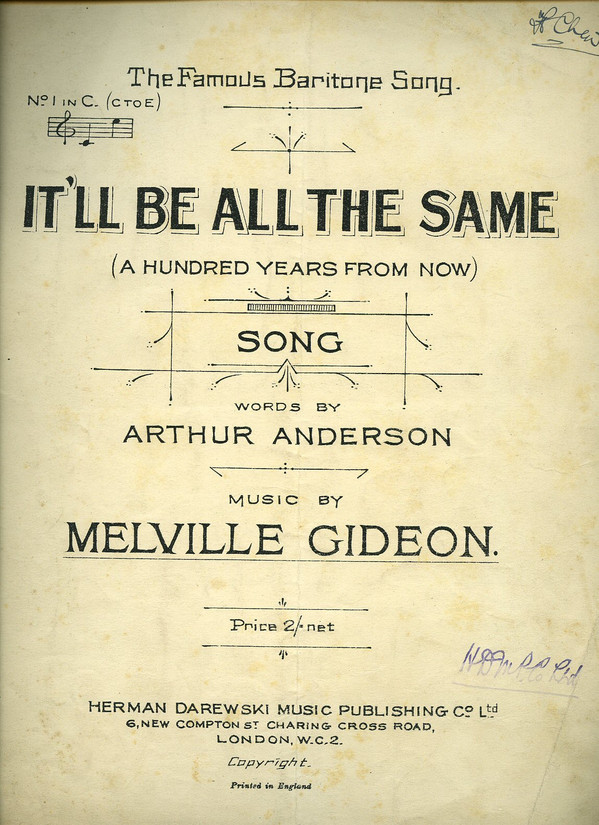 The Famous Baritone Song.
No 1 IN C. (C TO E)
IT'LL BE ALL THE SAME
(A HUNDRED YEARS FROM NOW)
SONG
WORDS BY
ARTHUR ANDERSON
MUSIC BY
MELVILLE GIDEON.
Price 2/- net
HERMAN DAREWSKI MUSIC PUBLISHING Co Ltd
6, NEW COMPTON ST CHARING CROSS ROAD,
LONDON, W.C.2.
Copyright.
Printed in England